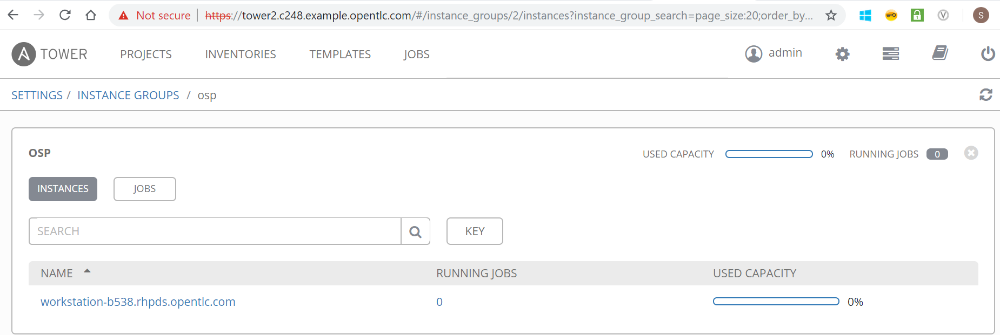 Not secure https://tower2.c248.example.opentlc.com/#/instance_groups/2/instances?instance_group_search=page_size:20;order_by... V S
A TOWER PROJECTS INVENTORIES TEMPLATES JOBS admin
SETTINGS / INSTANCE GROUPS / osp
OSP USED CAPACITY 0% RUNNING JOBS 0
INSTANCES JOBS
SEARCH KEY
NAME RUNNING JOBS USED CAPACITY
workstation-b538.rhpds.opentlc.com 0 0%